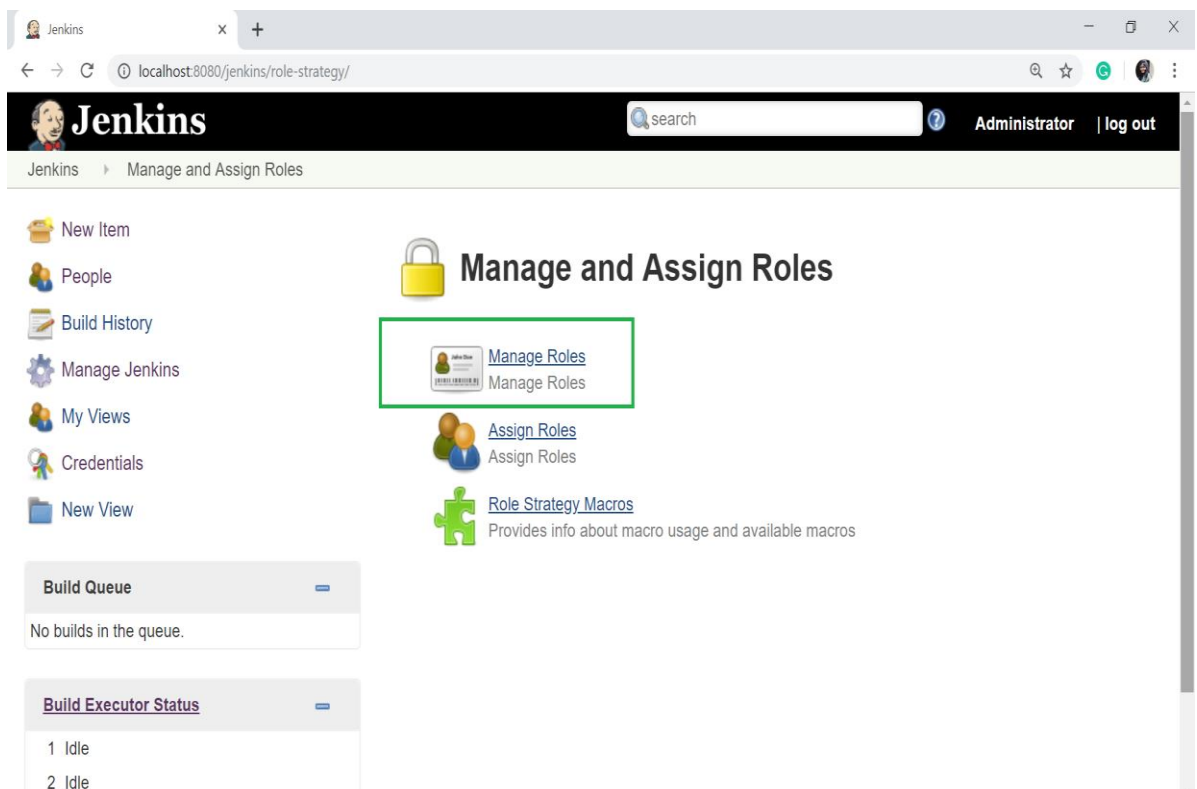 Jenkins
localhost:8080/jenkins/role-strategy/
Jenkins
search
Administrator | log out
Jenkins Manage and Assign Roles
New Item
People
Build History
Manage Jenkins
My Views
Credentials
New View
Manage and Assign Roles
Manage Roles
Manage Roles
Assign Roles
Assign Roles
Role Strategy Macros
Provides info about macro usage and available macros
Build Queue
No builds in the queue.
Build Executor Status
1 Idle
2 Idle